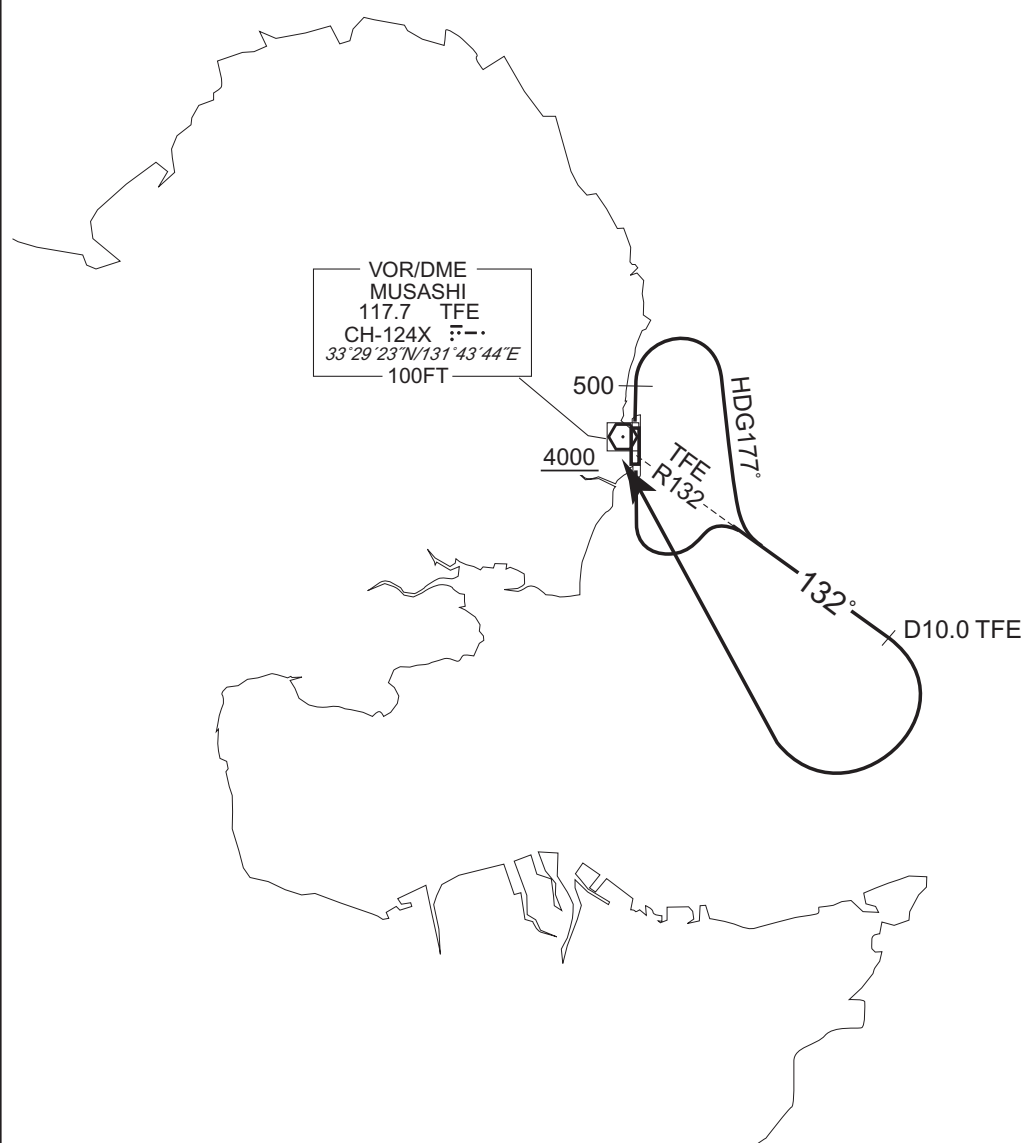 VOR/DME
MUSASHI
117.7 TFE
CH-124X
33°29´23˝N/131°43´44˝E
100FT
500
HDG177°
4000
TFE
R132
132°
D10.0 TFE